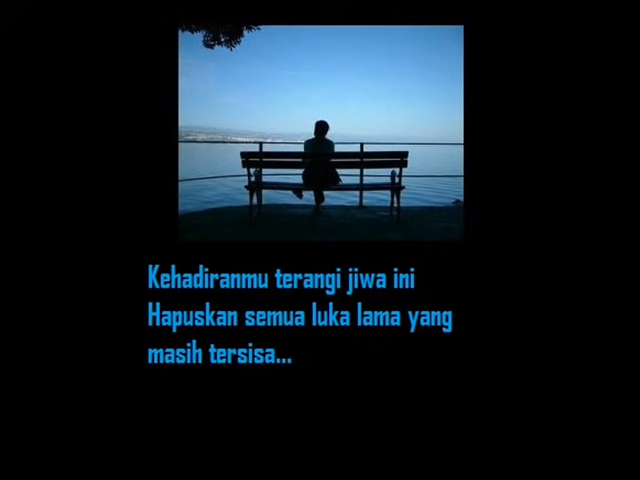 Kehadiranmu terangi jiwa ini
Hapuskan semua luka lama yang
masih tersisa...